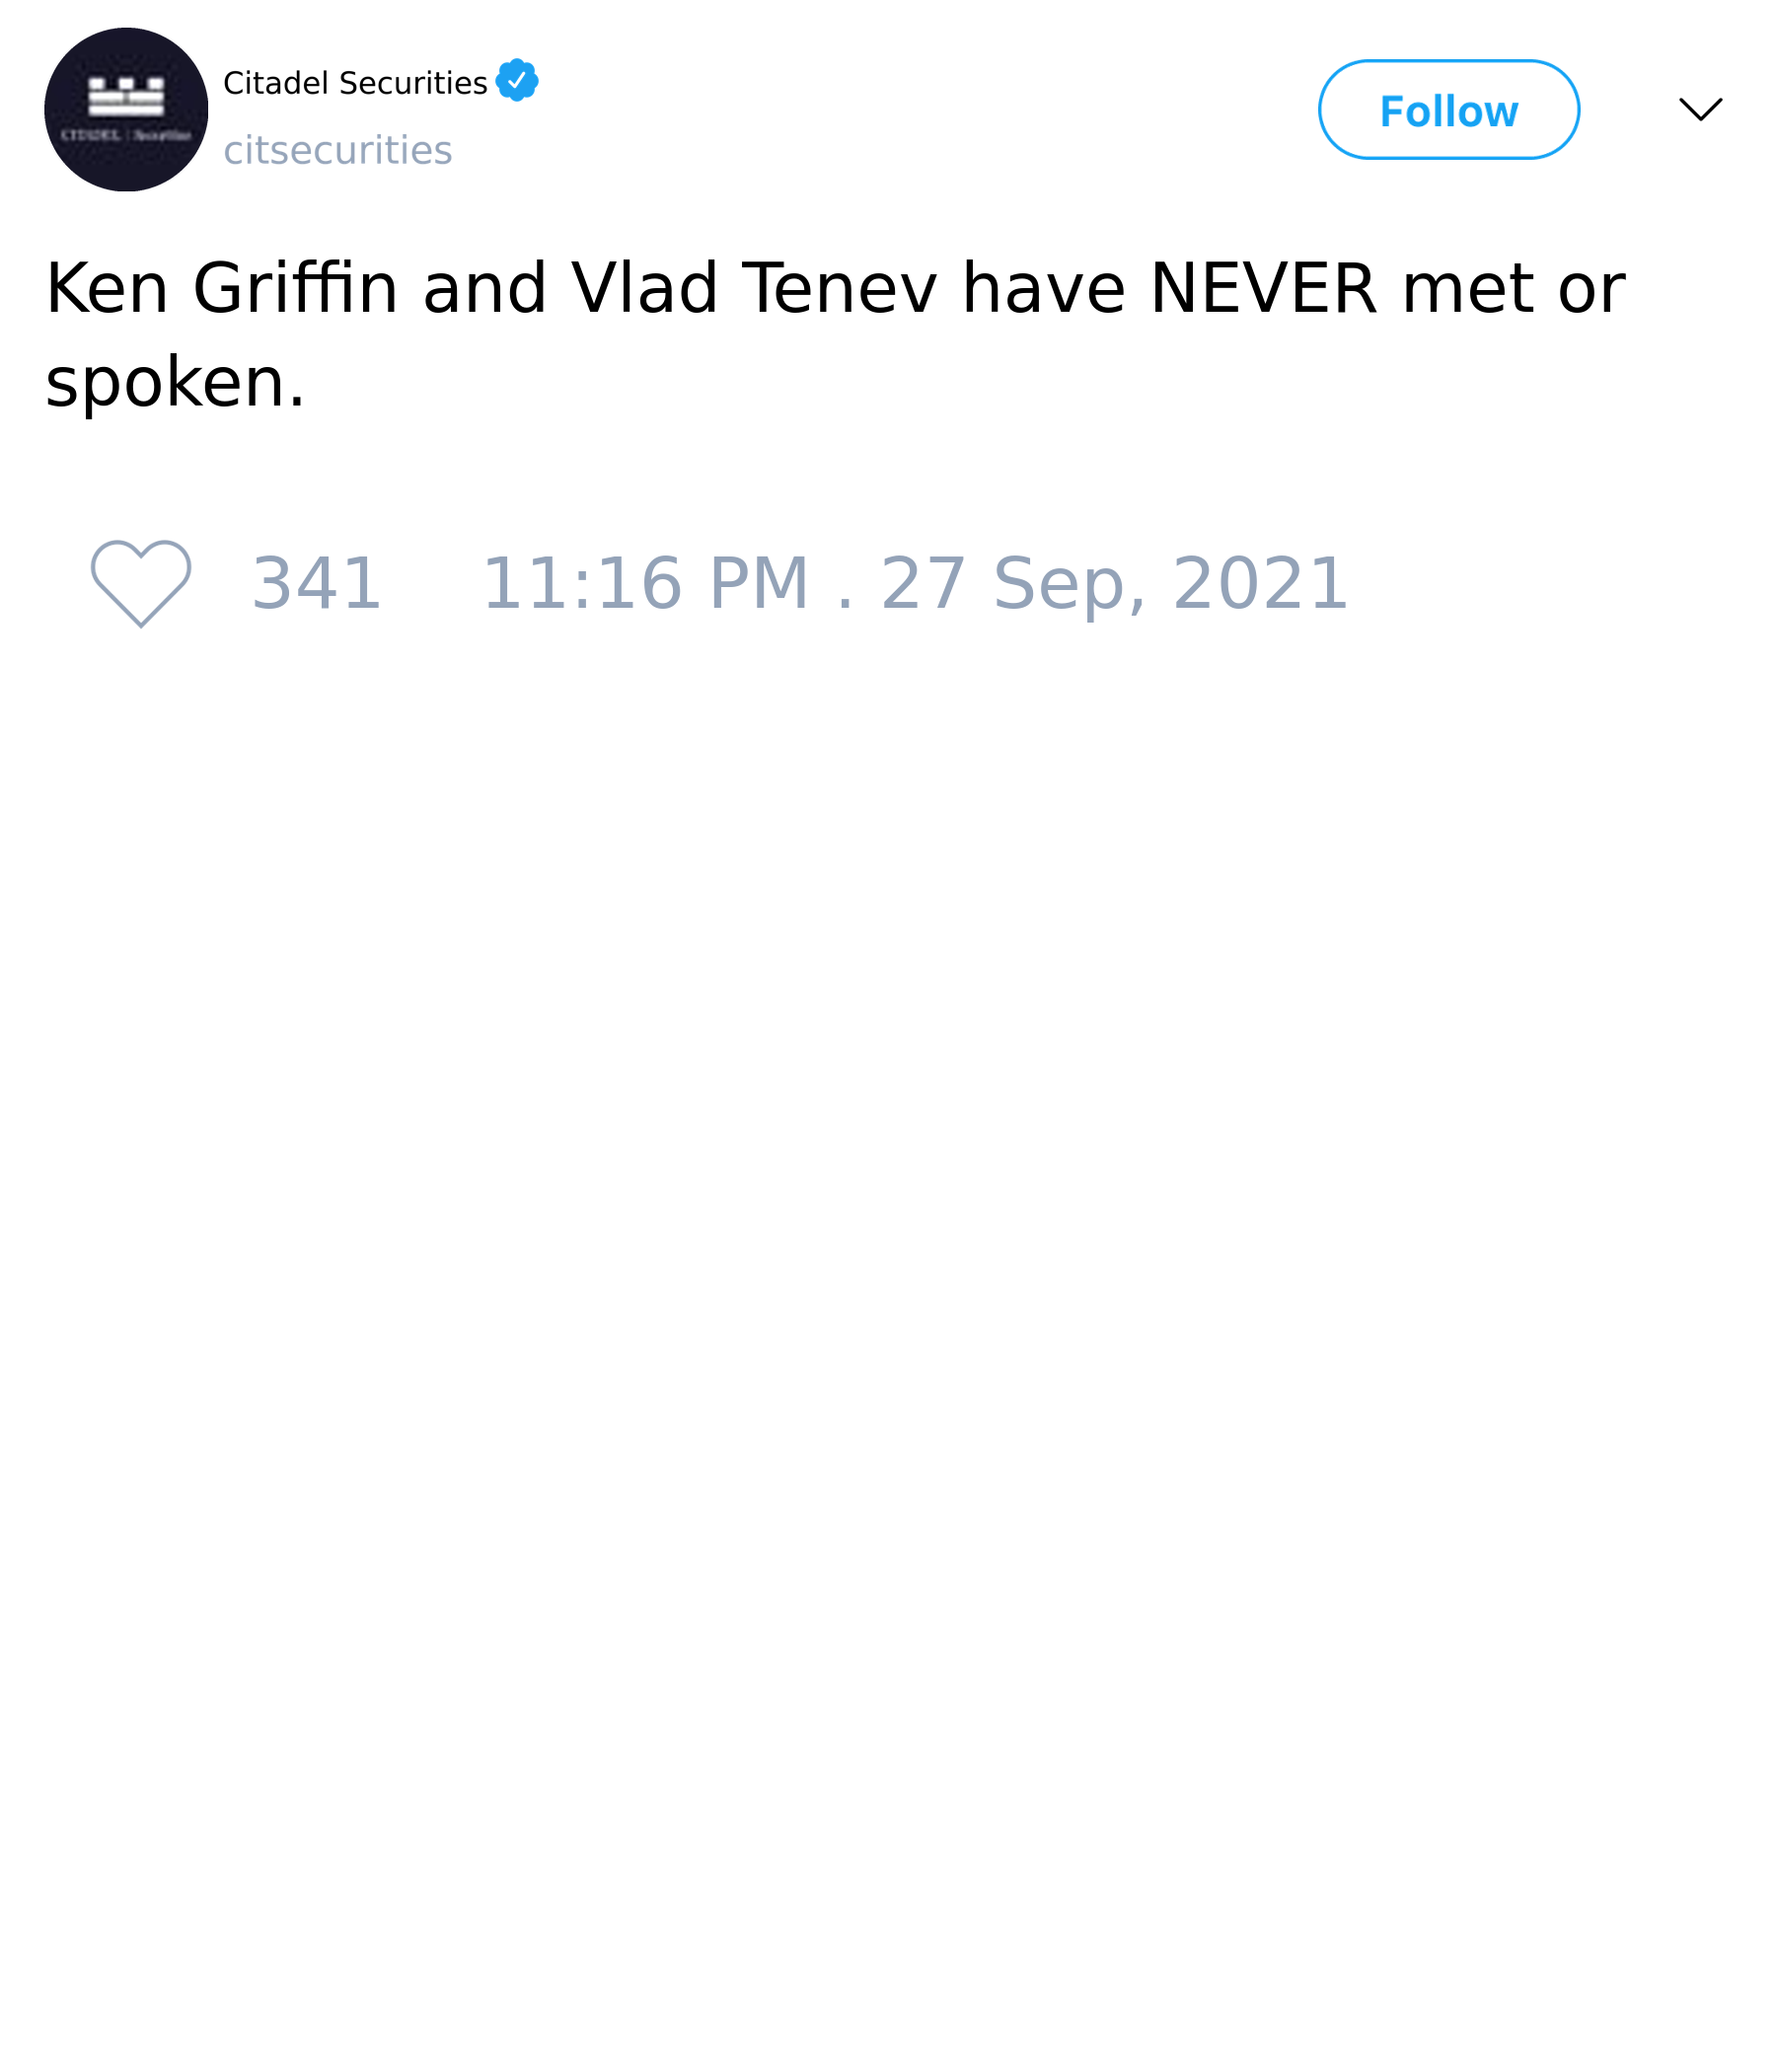 CITADEL | Securities
Citadel Securities
citsecurities
Follow
Ken Griffin and Vlad Tenev have NEVER met or
spoken.
341 11:16 PM . 27 Sep, 2021